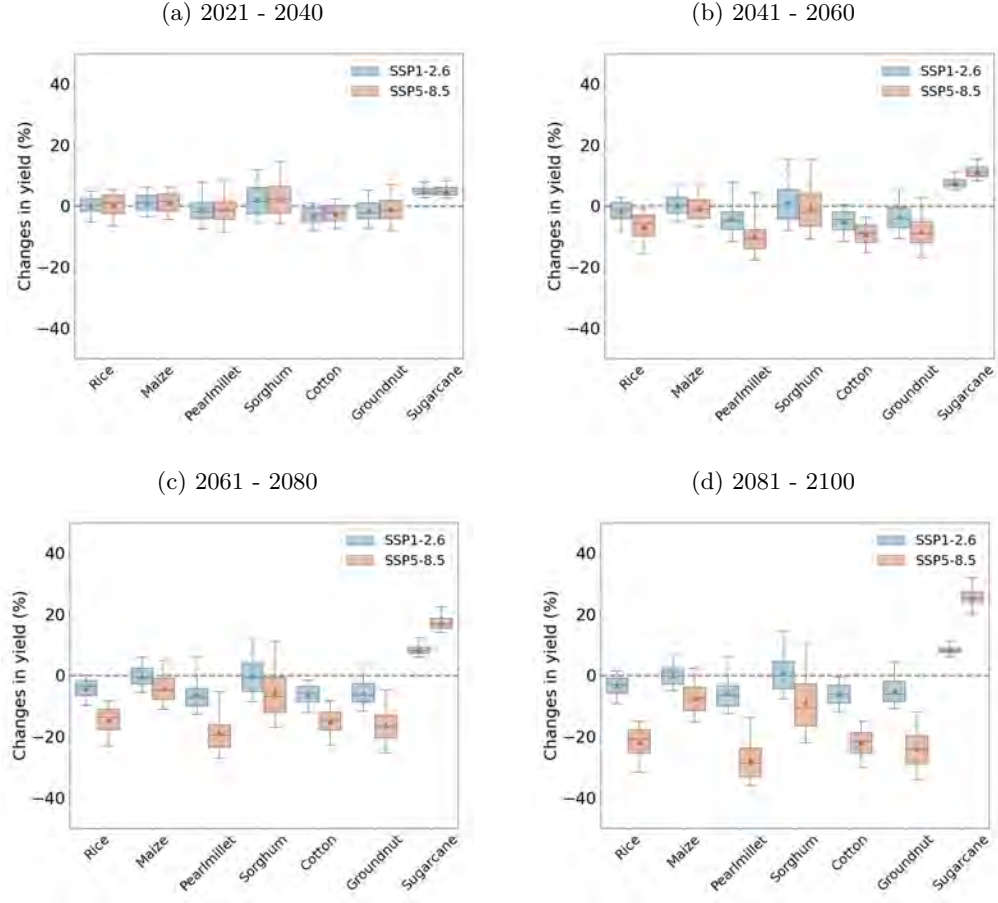 (a) 2021 - 2040
Changes in yield (%)
40
20
0
−20
−40
SSP1-2.6
SSP5-8.5
Rice
Maize
Pearlmillet
Sorghum
Cotton
Groundnut
Sugarcane
(b) 2041 - 2060
Changes in yield (%)
40
20
0
−20
−40
SSP1-2.6
SSP5-8.5
Rice
Maize
Pearlmillet
Sorghum
Cotton
Groundnut
Sugarcane
(c) 2061 - 2080
Changes in yield (%)
40
20
0
−20
−40
SSP1-2.6
SSP5-8.5
Rice
Maize
Pearlmillet
Sorghum
Cotton
Groundnut
Sugarcane
(d) 2081 - 2100
Changes in yield (%)
40
20
0
−20
−40
SSP1-2.6
SSP5-8.5
Rice
Maize
Pearlmillet
Sorghum
Cotton
Groundnut
Sugarcane